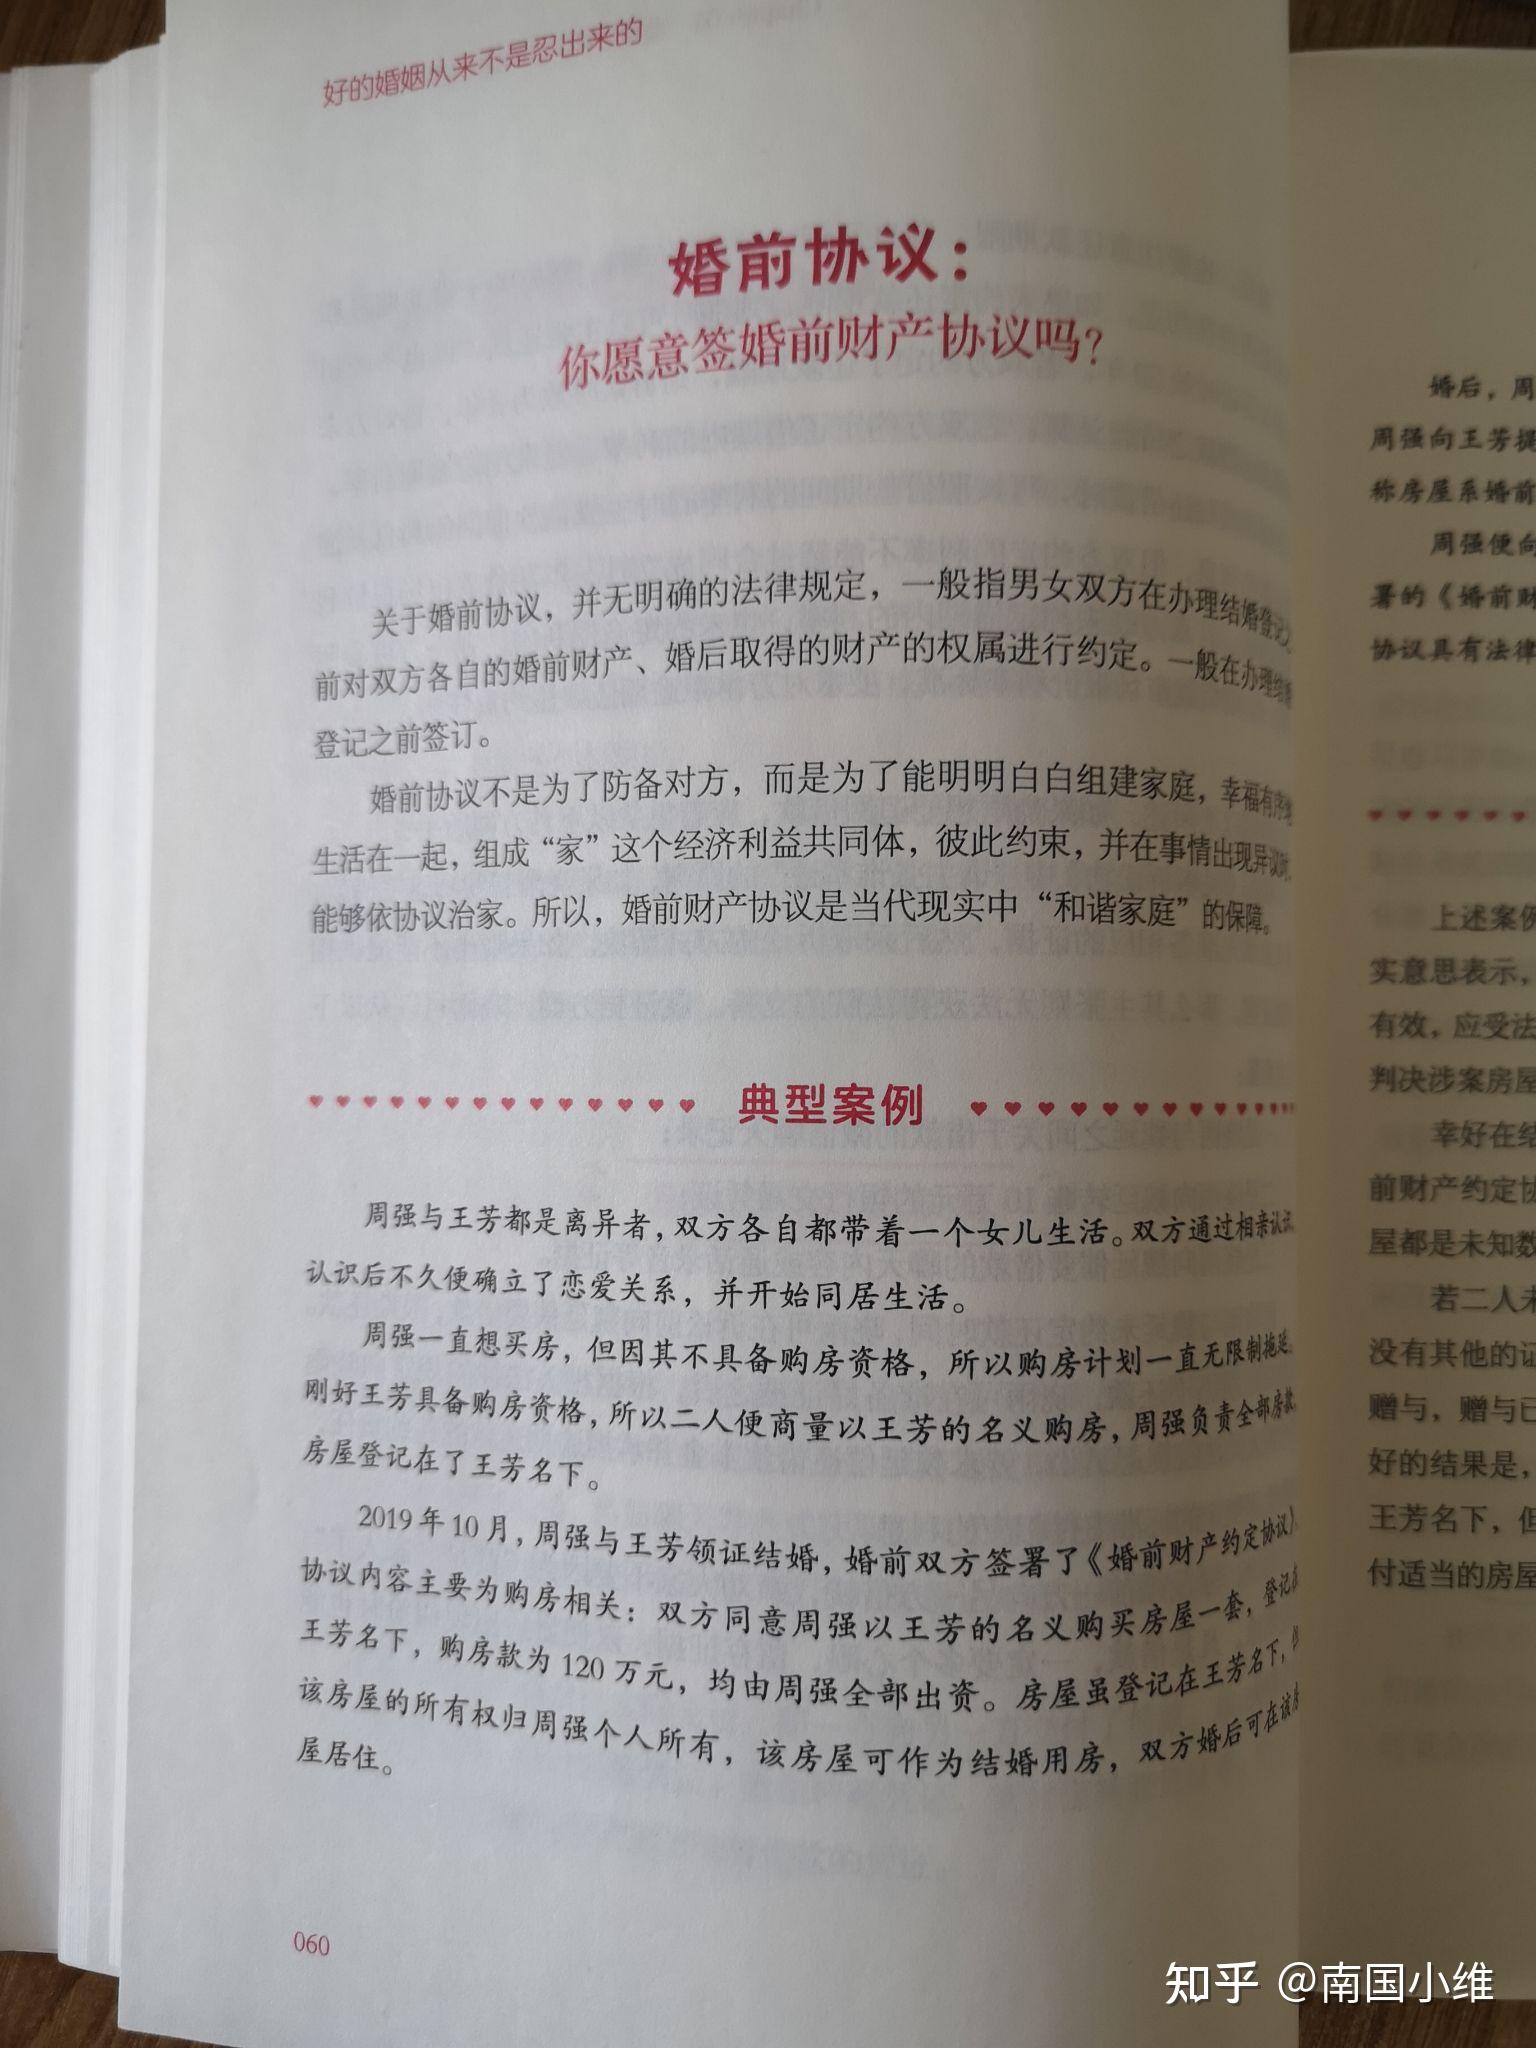 好的婚姻从来不是忍出来的
婚前协议：
你愿意签婚前财产协议吗？
关于婚前协议，并无明确的法律规定，一般指男女双方在办理结婚登记之
前对双方各自的婚前财产、婚后取得的财产的权属进行约定。一般在办理结婚
登记之前签订。
婚前协议不是为了防备对方，而是为了能明明白白组建家庭，幸福有序地
生活在一起，组成“家”这个经济利益共同体，彼此约束，并在事情出现异议时，
能够依协议治家。所以，婚前财产协议是当代现实中“和谐家庭”的保障。
典型案例
周强与王芳都是离异者，双方各自都带着一个女儿生活。双方通过相亲认识，
认识后不久便确立了恋爱关系，并开始同居生活。
周强一直想买房，但因其不具备购房资格，所以购房计划一直无限制拖延。
刚好王芳具备购房资格，所以二人便商量以王芳的名义购房，周强负责全部房款，
房屋登记在了王芳名下。
2019年10月，周强与王芳领证结婚，婚前双方签署了《婚前财产约定协议》，
协议内容主要为购房相关：双方同意周强以王芳的名义购买房屋一套，登记在
王芳名下，购房款为120万元，均由周强全部出资。房屋虽登记在王芳名下，但
该房屋的所有权归周强个人所有，该房屋可作为结婚用房，双方婚后可在该房
屋居住。
060
婚后，周
周强向王芳提
称房屋系婚前
周强便向
署的《婚前财
协议具有法律
上述案例
实意思表示，
有效，应受法
判决涉案房屋
幸好在结
前财产约定协
屋都是未知数
若二人未
没有其他的证
赠与，赠与已
好的结果是，
王芳名下，但
付适当的房屋
知乎 @南国小维